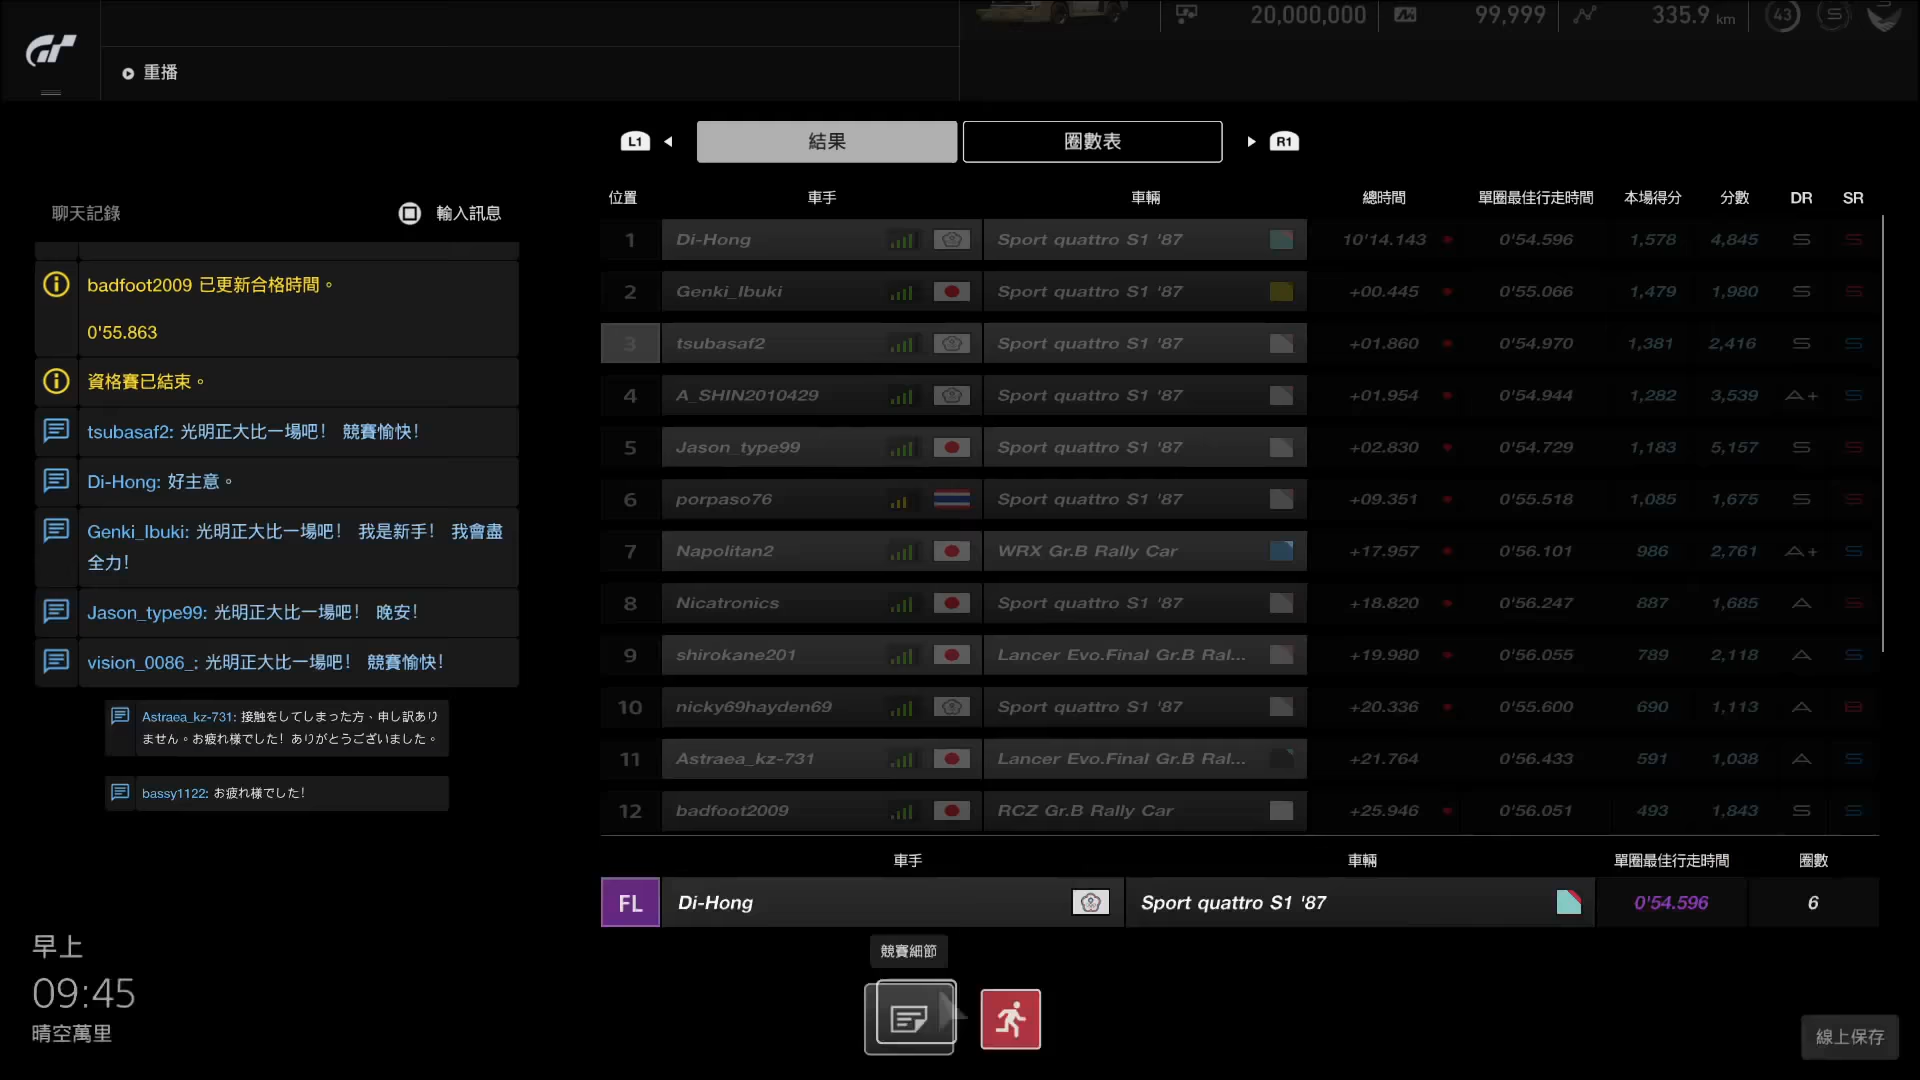 20,000,000
99,999
335.9 km
43
S
重播
L1
結果
圈數表
R1
聊天記錄
輸入訊息
badfoot2009 已更新合格時間。
0'55.863
資格賽已結束。
tsubasaf2: 光明正大比一場吧! 競賽愉快!
Di-Hong: 好主意。
Genki_Ibuki: 光明正大比一場吧! 我是新手! 我會盡
全力!
Jason_type99: 光明正大比一場吧! 晚安!
vision_0086_: 光明正大比一場吧! 競賽愉快!
Astraea_kz-731: 接触をしてしまった方、申し訳あり
ません。お疲れ様でした! ありがとうございました。
bassy1122: お疲れ様でした!
位置 車手 車輛 總時間 單圈最佳行走時間 本場得分 分數 DR SR
1 Di-Hong Sport quattro S1 '87 10'14.143 0'54.596 1,578 4,845 S S
2 Genki_Ibuki Sport quattro S1 '87 +00.445 0'55.066 1,479 1,980 S S
3 tsubasaf2 Sport quattro S1 '87 +01.860 0'54.970 1,381 2,416 S S
4 A_SHIN2010429 Sport quattro S1 '87 +01.954 0'54.944 1,282 3,539 A+ S
5 Jason_type99 Sport quattro S1 '87 +02.830 0'54.729 1,183 5,157 S S
6 porpaso76 Sport quattro S1 '87 +09.351 0'55.518 1,085 1,675 S S
7 Napolitan2 WRX Gr.B Rally Car +17.957 0'56.101 986 2,761 A+ S
8 Nicatronics Sport quattro S1 '87 +18.820 0'56.247 887 1,685 A S
9 shirokane201 Lancer Evo.Final Gr.B Ral... +19.980 0'56.055 789 2,118 A S
10 nicky69hayden69 Sport quattro S1 '87 +20.336 0'55.600 690 1,113 A B
11 Astraea_kz-731 Lancer Evo.Final Gr.B Ral... +21.764 0'56.433 591 1,038 A S
12 badfoot2009 RCZ Gr.B Rally Car +25.946 0'56.051 493 1,843 S S
車手 車輛 單圈最佳行走時間 圈數
FL Di-Hong Sport quattro S1 '87 0'54.596 6
競賽細節
早上
09:45
晴空萬里
線上保存